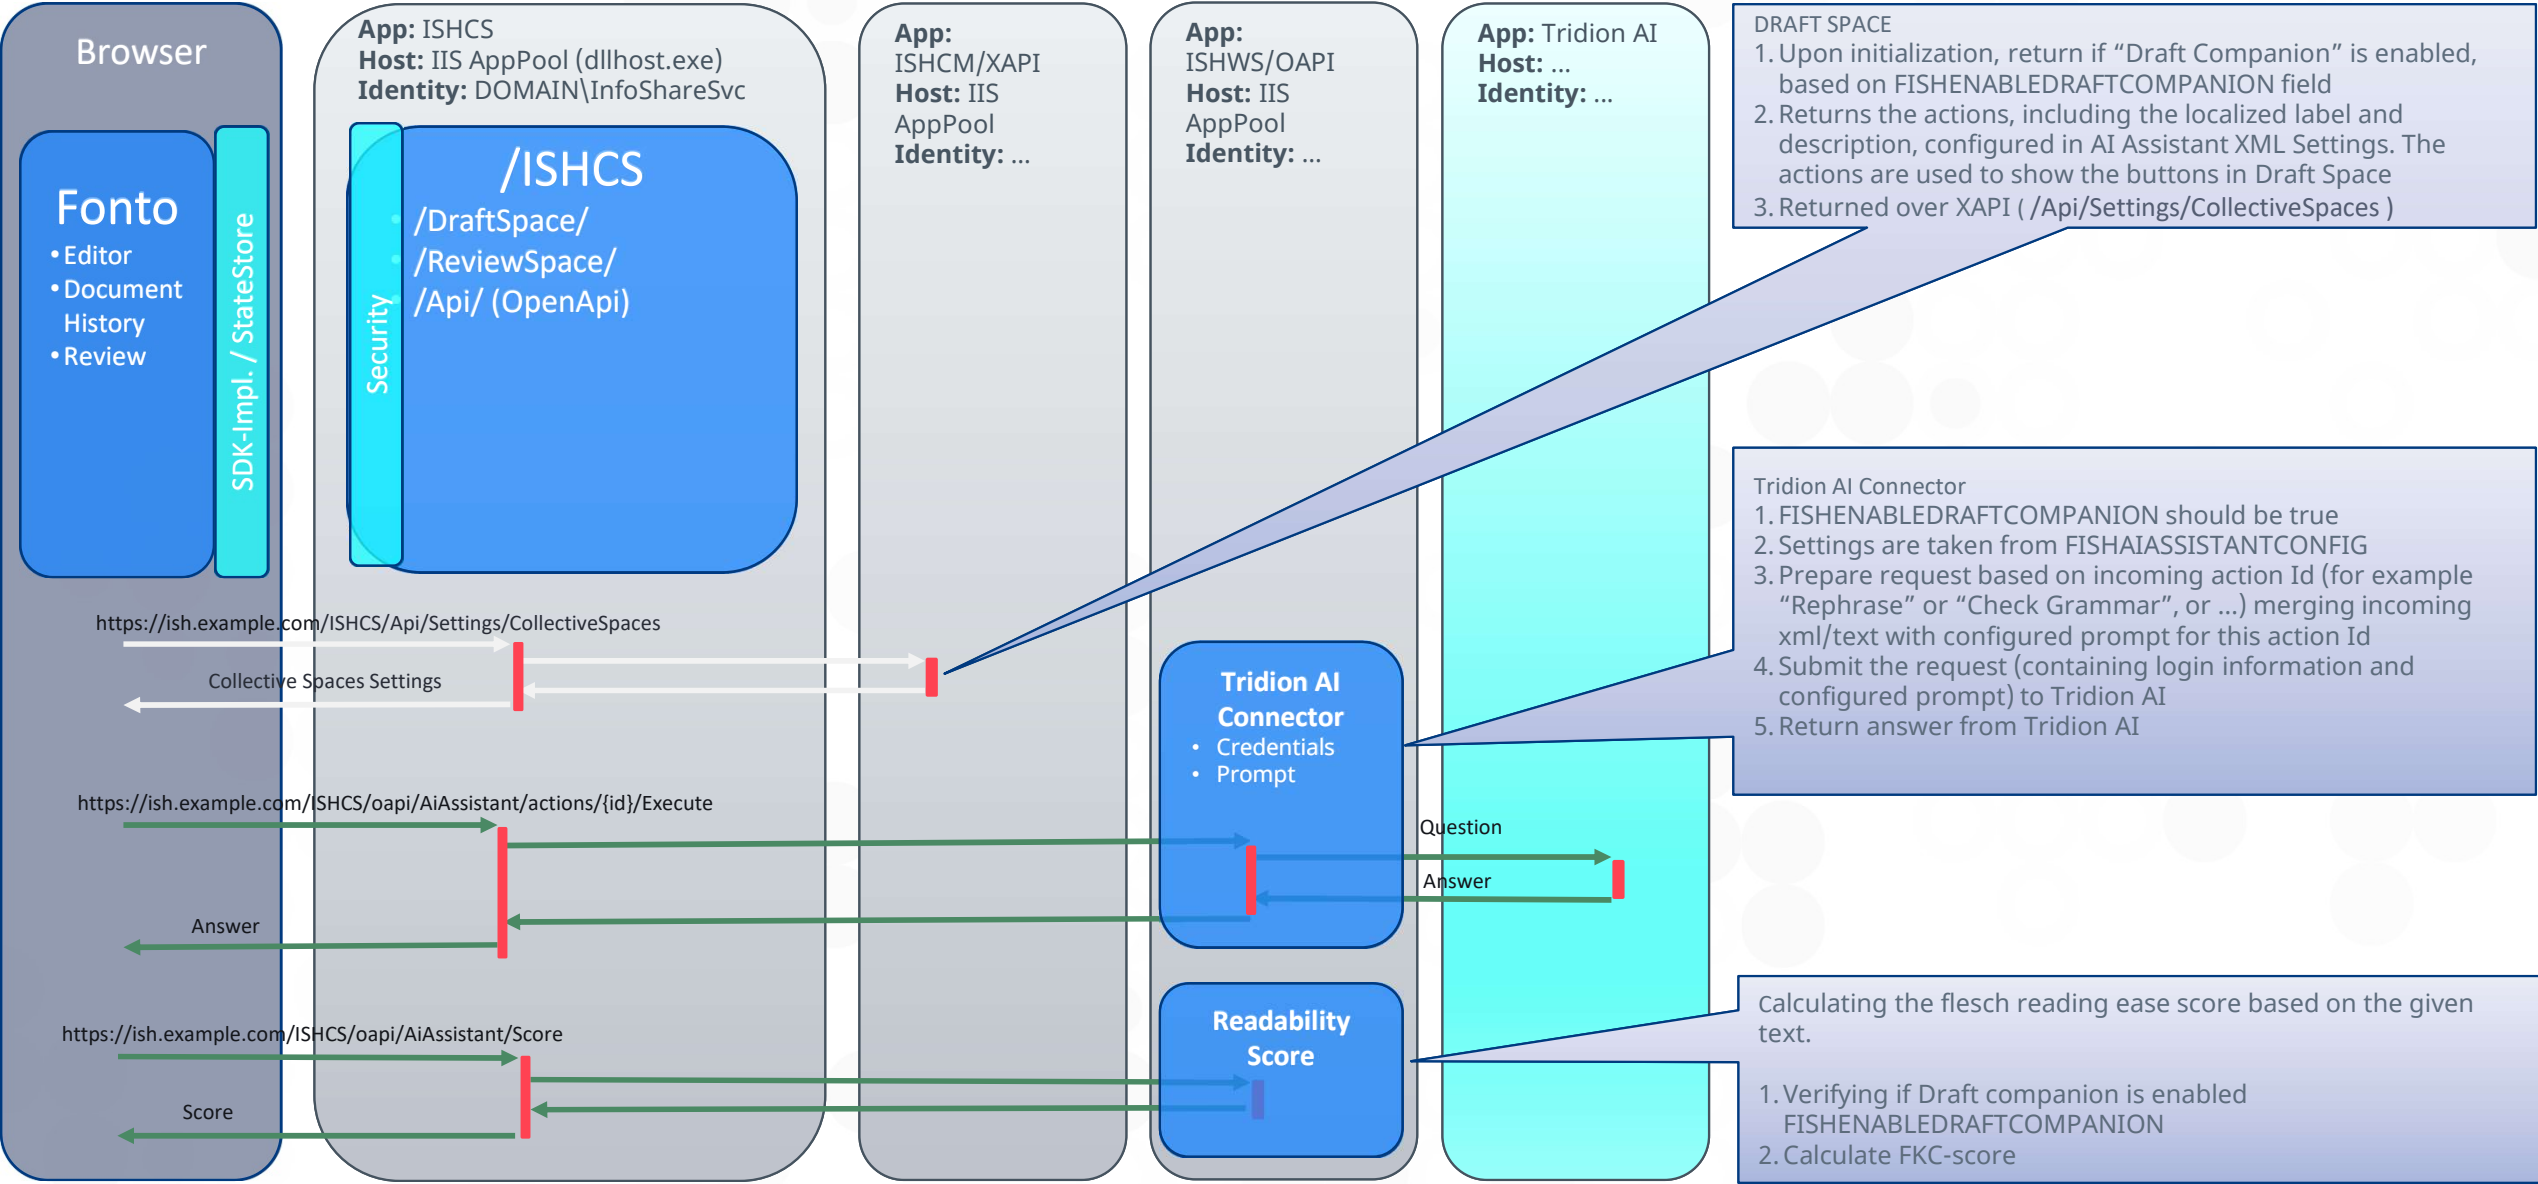 Browser
Fonto
• Editor
• Document
History
• Review
SDK-Impl. / StateStore
App: ISHCS
Host: IIS AppPool (dllhost.exe)
Identity: DOMAIN\InfoShareSvc
Security
/ISHCS
• /DraftSpace/
• /ReviewSpace/
• /Api/ (OpenApi)
App:
ISHCM/XAPI
Host: IIS
AppPool
Identity: ...
App:
ISHWS/OAPI
Host: IIS
AppPool
Identity: ...
App: Tridion AI
Host: ...
Identity: ...
DRAFT SPACE
1. Upon initialization, return if “Draft Companion” is enabled,
based on FISHENABLEDRAFTCOMPANION field
2. Returns the actions, including the localized label and
description, configured in AI Assistant XML Settings. The
actions are used to show the buttons in Draft Space
3. Returned over XAPI ( /Api/Settings/CollectiveSpaces )
https://ish.example.com/ISHCS/Api/Settings/CollectiveSpaces
Collective Spaces Settings
Tridion AI
Connector
• Credentials
• Prompt
Tridion AI Connector
1. FISHENABLEDRAFTCOMPANION should be true
2. Settings are taken from FISHAIASSISTANTCONFIG
3. Prepare request based on incoming action Id (for example
“Rephrase” or “Check Grammar”, or ...) merging incoming
xml/text with configured prompt for this action Id
4. Submit the request (containing login information and
configured prompt) to Tridion AI
5. Return answer from Tridion AI
https://ish.example.com/ISHCS/oapi/AiAssistant/actions/{id}/Execute
Question
Answer
Answer
https://ish.example.com/ISHCS/oapi/AiAssistant/Score
Score
Readability
Score
Calculating the flesch reading ease score based on the given
text.
1. Verifying if Draft companion is enabled
FISHENABLEDRAFTCOMPANION
2. Calculate FKC-score